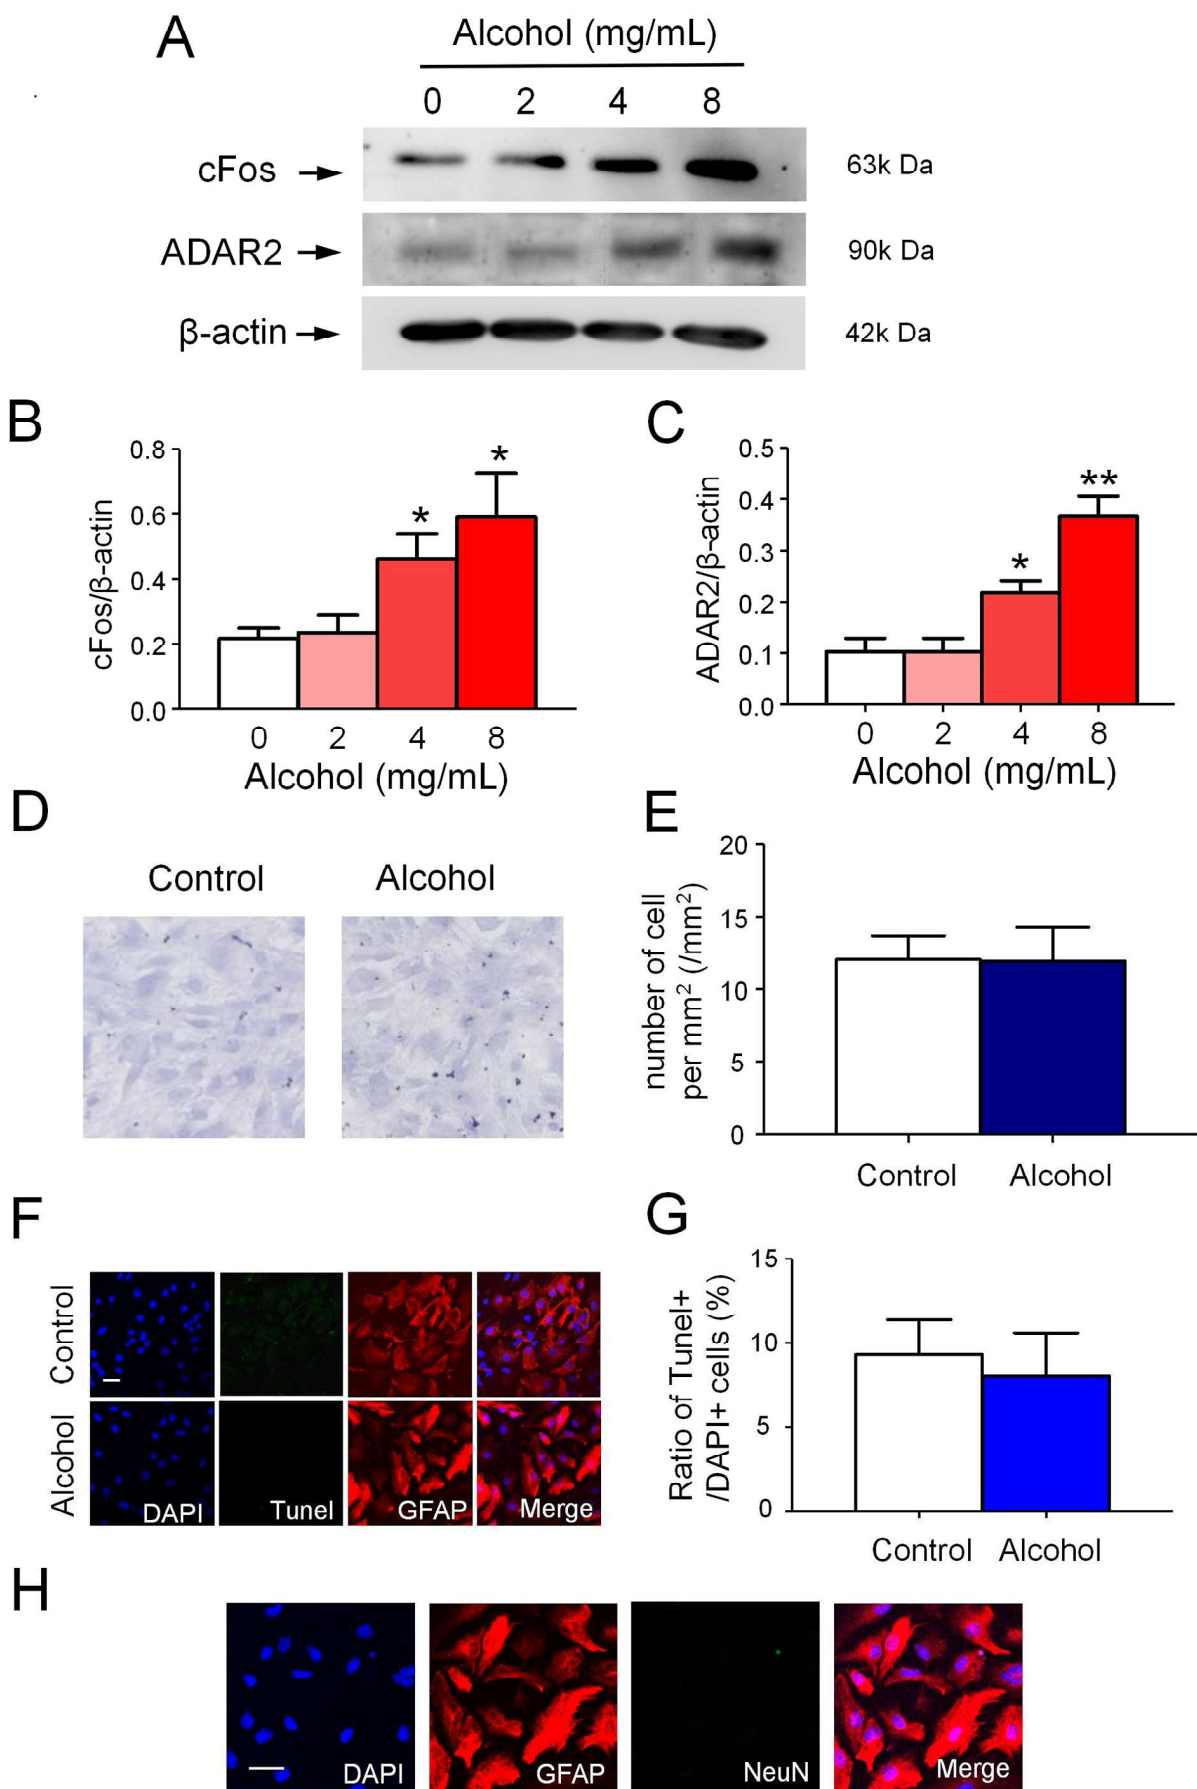 A
Alcohol (mg/mL)
0 2 4 8
cFos 63k Da
ADAR2 90k Da
β-actin 42k Da
B
cFos/β-actin
0.8
0.6
0.4
0.2
0.0
* *
0 2 4 8
Alcohol (mg/mL)
C
ADAR2/β-actin
0.5
0.4
0.3
0.2
0.1
0.0
* **
0 2 4 8
Alcohol (mg/mL)
D
Control Alcohol
E
number of cell
per mm² (/mm²)
20
15
10
5
0
Control Alcohol
F
Control
Alcohol
DAPI Tunel GFAP Merge
G
Ratio of Tunel+
/DAPI+ cells (%)
15
10
5
0
Control Alcohol
H
DAPI GFAP NeuN Merge